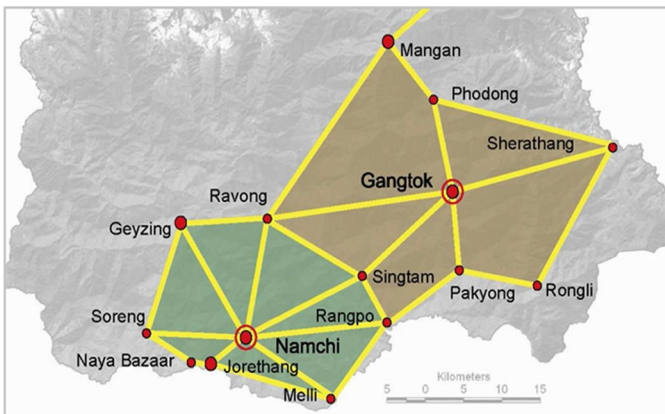 Mangan
Phodong
Sherathang
Gangtok
Ravong
Geyzing
Singtam
Pakyong
Rongli
Soreng
Rangpo
Namchi
Naya Bazaar
Jorethang
Melli
Kilometers
5 0 5 10 15